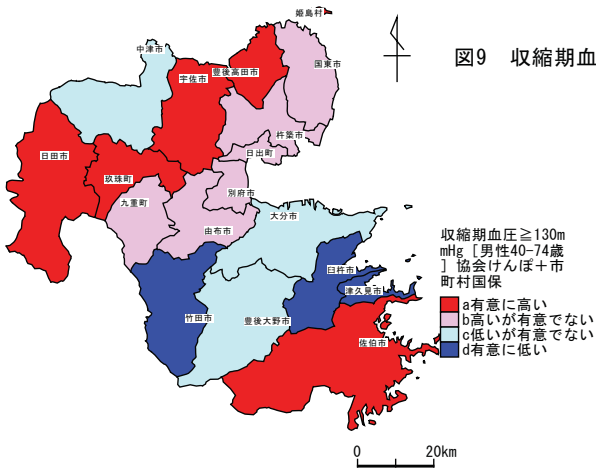 姫島村
図9 収縮期血
中津市
国東市
豊後高田市
宇佐市
杵築市
日出町
日田市
玖珠町
別府市
九重町
大分市
由布市
臼杵市
津久見市
竹田市
豊後大野市
佐伯市
収縮期血圧≧130m
mHg [男性40-74歳
] 協会けんぽ+市
町村国保
a有意に高い
b高いが有意でない
c低いが有意でない
d有意に低い
0 20km